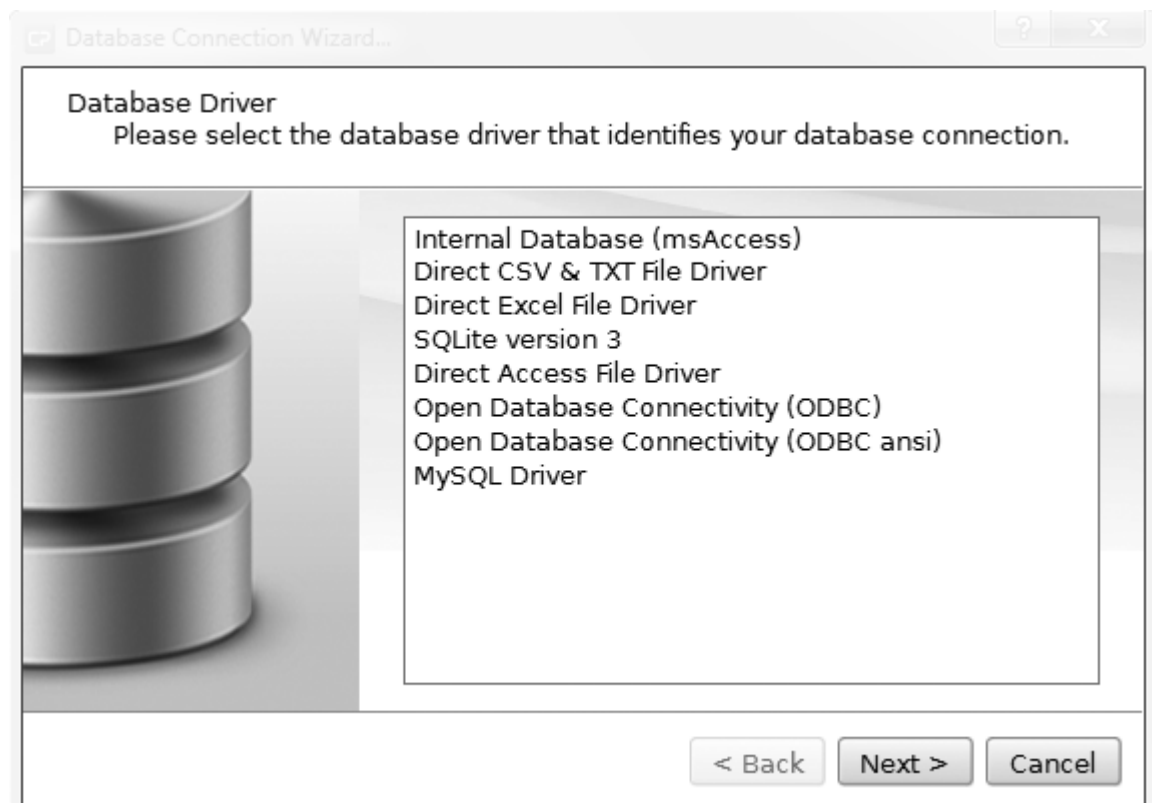 Database Connection Wizard...
Database Driver
Please select the database driver that identifies your database connection.
Internal Database (msAccess)
Direct CSV & TXT File Driver
Direct Excel File Driver
SQLite version 3
Direct Access File Driver
Open Database Connectivity (ODBC)
Open Database Connectivity (ODBC ansi)
MySQL Driver
< Back Next > Cancel